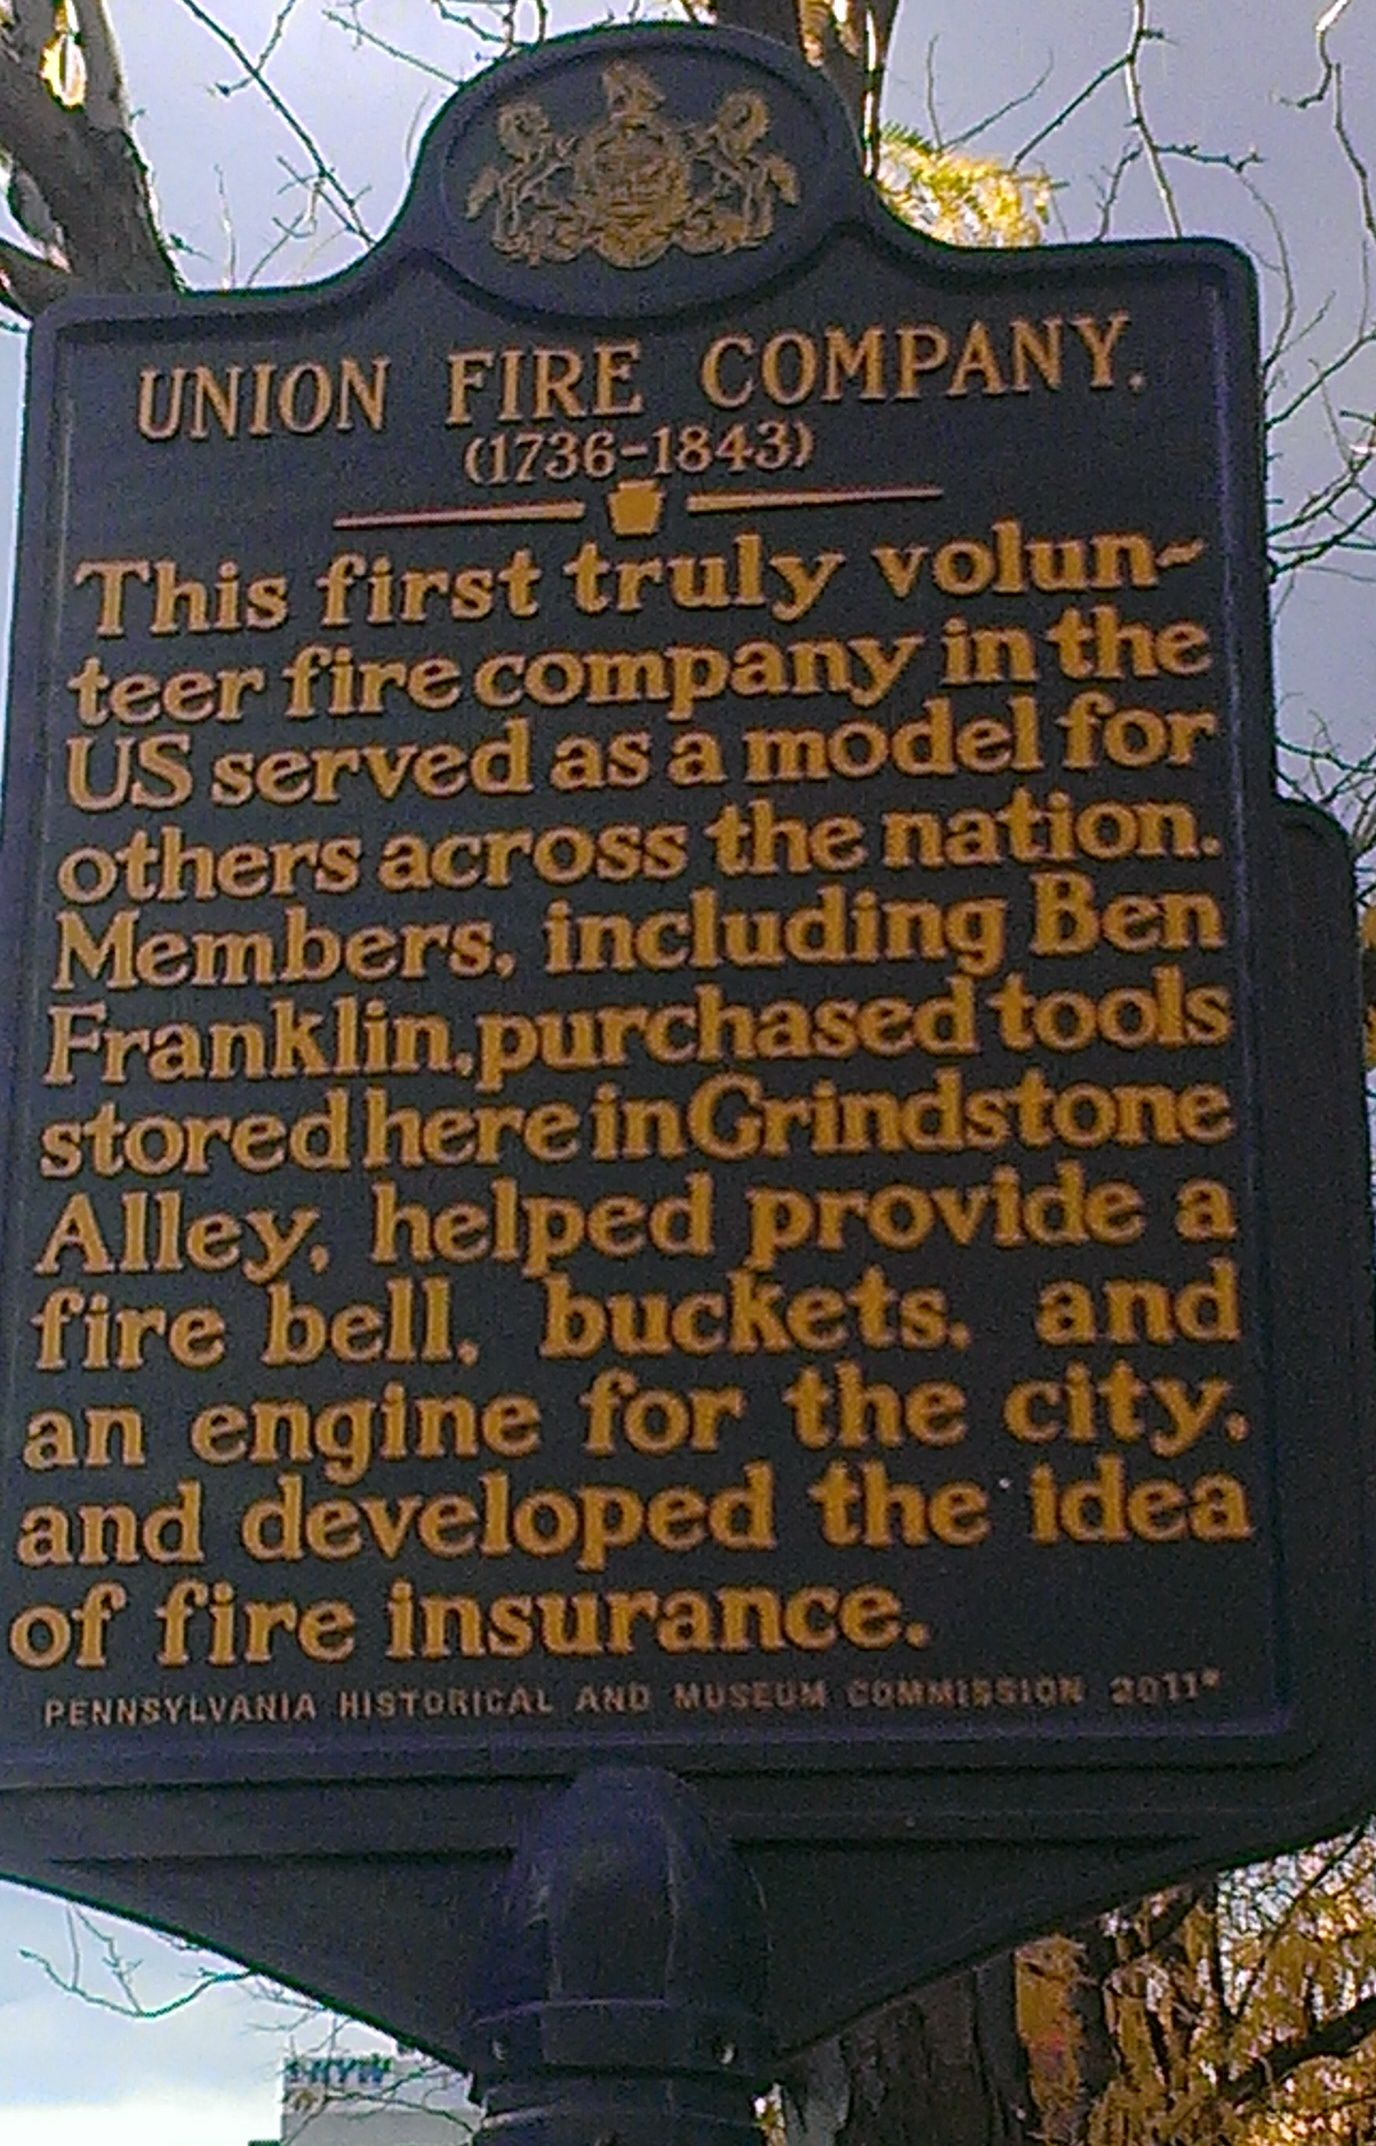 UNION FIRE COMPANY.
(1736-1843)
This first truly volun-
teer fire company in the
US served as a model for
others across the nation.
Members, including Ben
Franklin, purchased tools
stored here in Grindstone
Alley, helped provide a
fire bell, buckets, and
an engine for the city,
and developed the idea
of fire insurance.
PENNSYLVANIA HISTORICAL AND MUSEUM COMMISSION 2011